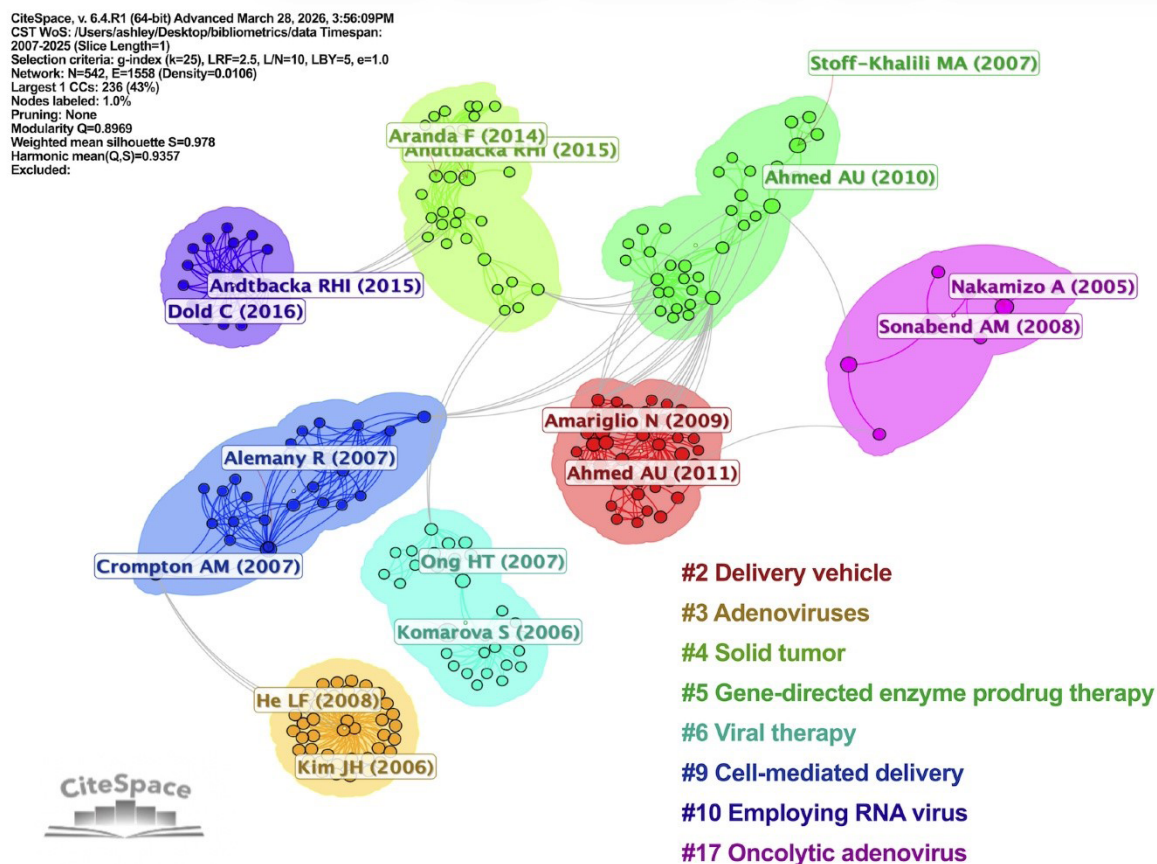 CiteSpace, v. 6.4.R1 (64-bit) Advanced March 28, 2026, 3:56:09PM
CST WoS: /Users/ashley/Desktop/bibliometrics/data Timespan:
2007-2025 (Slice Length=1)
Selection criteria: g-index (k=25), LRF=2.5, L/N=10, LBY=5, e=1.0
Network: N=542, E=1558 (Density=0.0106)
Largest 1 CCs: 236 (43%)
Nodes labeled: 1.0%
Pruning: None
Modularity Q=0.8969
Weighted mean silhouette S=0.978
Harmonic mean(Q,S)=0.9357
Excluded:
Stoff-Khalili MA (2007)
Aranda F (2014)
Andtbacka RHI (2015)
Ahmed AU (2010)
Andtbacka RHI (2015)
Dold C (2016)
Nakamizo A (2005)
Sonabend AM (2008)
Amariglio N (2009)
Ahmed AU (2011)
Alemany R (2007)
Crompton AM (2007)
Ong HT (2007)
Komarova S (2006)
He LF (2008)
Kim JH (2006)
#2 Delivery vehicle
#3 Adenoviruses
#4 Solid tumor
#5 Gene-directed enzyme prodrug therapy
#6 Viral therapy
#9 Cell-mediated delivery
#10 Employing RNA virus
#17 Oncolytic adenovirus
CiteSpace